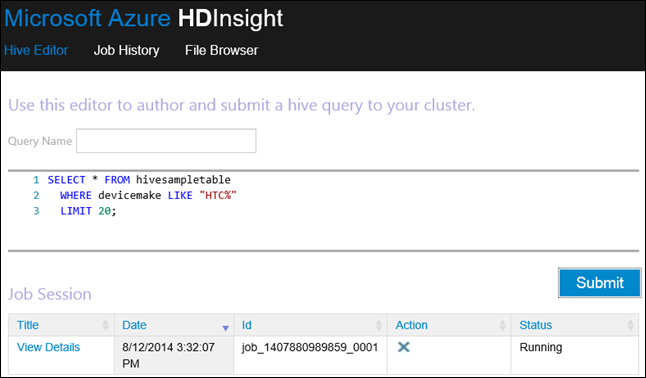 Microsoft Azure HDInsight
Hive Editor Job History File Browser
Use this editor to author and submit a hive query to your cluster.
Query Name
1 SELECT * FROM hivesampletable
2 WHERE devicemake LIKE "HTC%"
3 LIMIT 20;
Submit
Job Session
Title Date Id Action Status
View Details 8/12/2014 3:32:07 job_1407880989859_0001 Running
PM